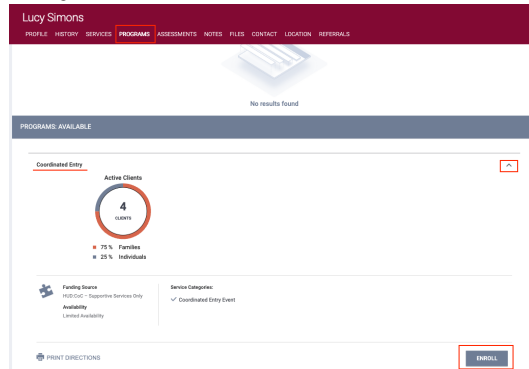 Lucy Simons
PROFILE HISTORY SERVICES PROGRAMS ASSESSMENTS NOTES FILES CONTACT LOCATION REFERRALS
No results found
PROGRAMS: AVAILABLE
Coordinated Entry
Active Clients
4
CLIENTS
75 % Families
25 % Individuals
Funding Source
HUD:CoC – Supportive Services Only
Availability
Limited Availability
Service Categories:
Coordinated Entry Event
PRINT DIRECTIONS
ENROLL